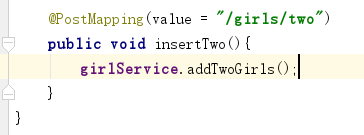 @PostMapping(value = "/girls/two")
public void insertTwo(){
girlService.addTwoGirls();
}
}